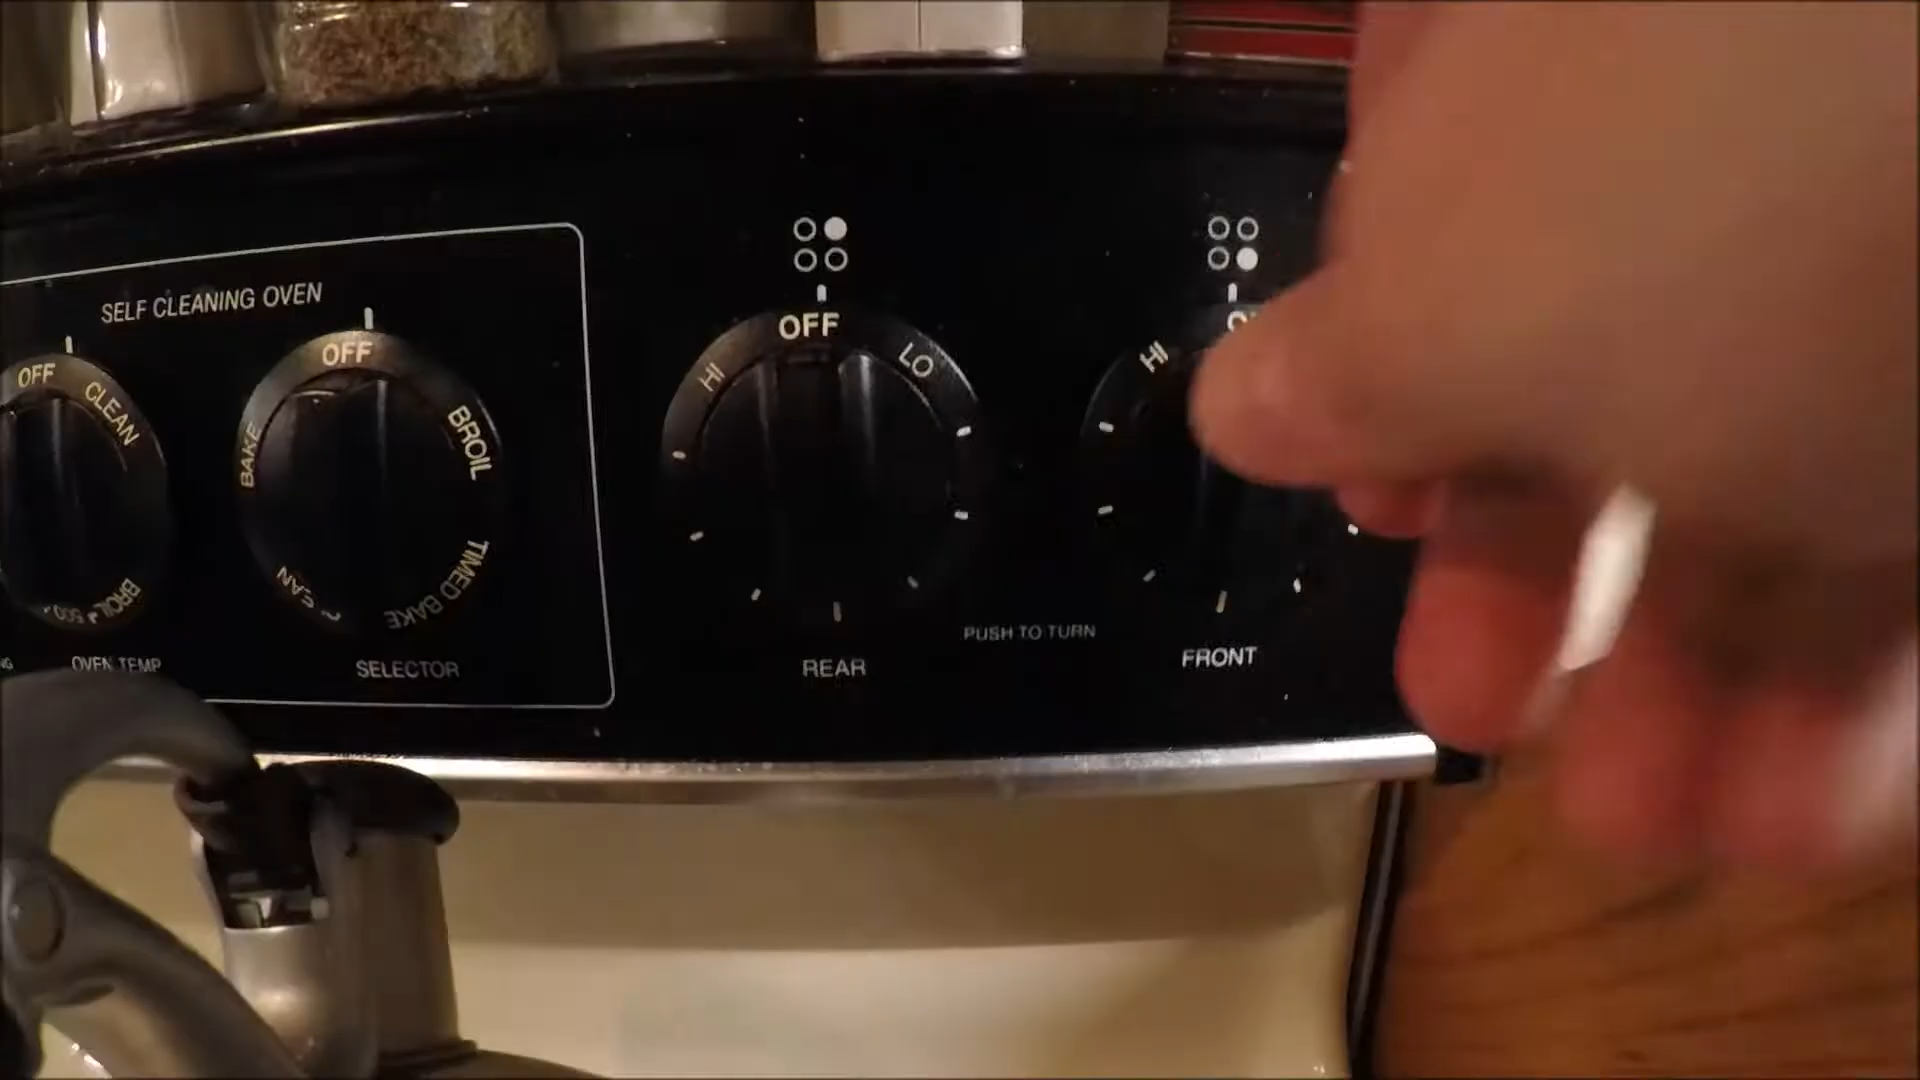 SELF CLEANING OVEN
OFF
CLEAN
BROIL
OVEN TEMP
OFF
BROIL
TIMED BAKE
BAKE
SELECTOR
OFF
LO
HI
REAR
PUSH TO TURN
HI
FRONT